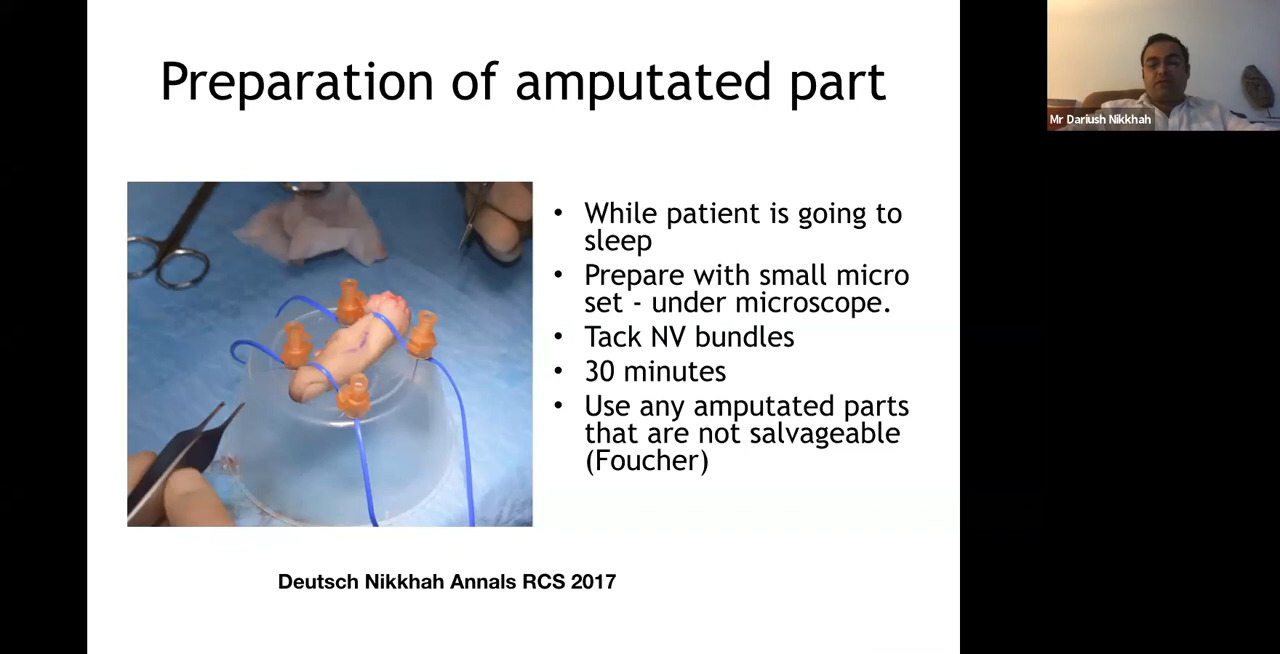 Preparation of amputated part
Mr Dariush Nikkhah
• While patient is going to
sleep
• Prepare with small micro
set - under microscope.
• Tack NV bundles
• 30 minutes
• Use any amputated parts
that are not salvageable
(Foucher)
Deutsch Nikkhah Annals RCS 2017